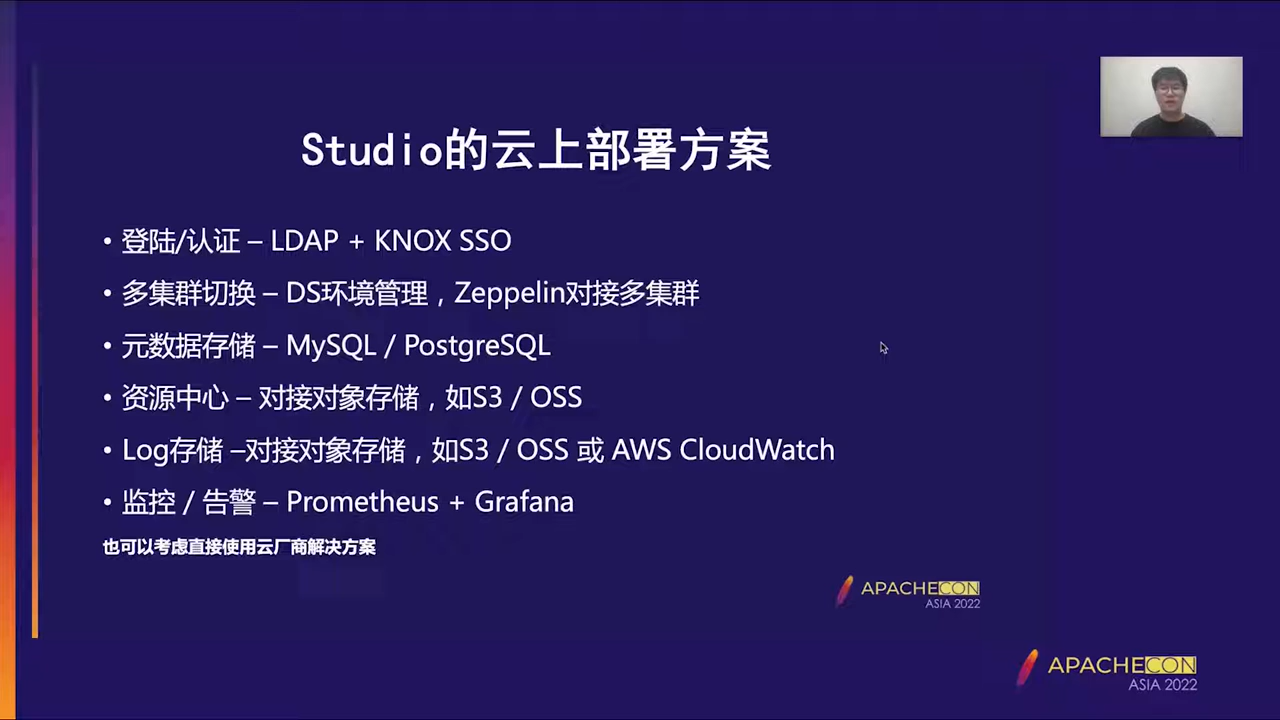 Studio的云上部署方案
• 登陆/认证 – LDAP + KNOX SSO
• 多集群切换 – DS环境管理，Zeppelin对接多集群
• 元数据存储 – MySQL / PostgreSQL
• 资源中心 – 对接对象存储，如S3 / OSS
• Log存储 –对接对象存储，如S3 / OSS 或 AWS CloudWatch
• 监控 / 告警 – Prometheus + Grafana
也可以考虑直接使用云厂商解决方案
APACHECON
ASIA 2022
APACHECON
ASIA 2022